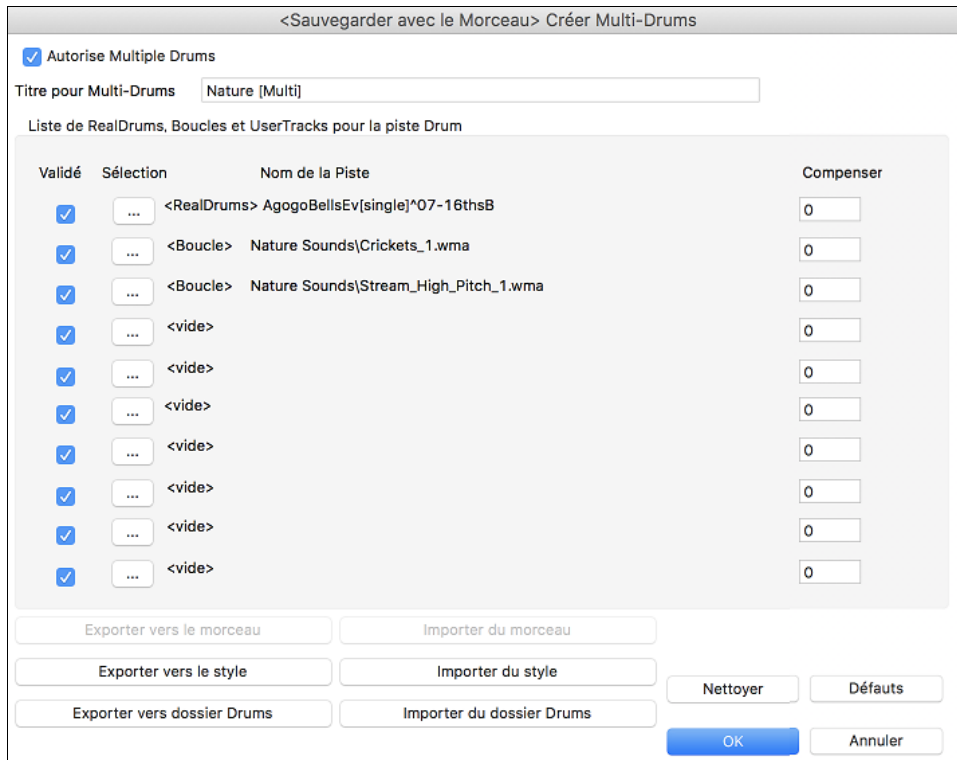 <Sauvegarder avec le Morceau> Créer Multi-Drums
Autorise Multiple Drums
Titre pour Multi-Drums Nature [Multi]
Liste de RealDrums, Boucles et UserTracks pour la piste Drum
Validé Sélection Nom de la Piste Compenser
... <RealDrums> AgogoBellsEv[single]^07-16thsB 0
... <Boucle> Nature Sounds\Crickets_1.wma 0
... <Boucle> Nature Sounds\Stream_High_Pitch_1.wma 0
... <vide> 0
... <vide> 0
... <vide> 0
... <vide> 0
... <vide> 0
... <vide> 0
... <vide> 0
Exporter vers le morceau Importer du morceau
Exporter vers le style Importer du style
Nettoyer Défauts
Exporter vers dossier Drums Importer du dossier Drums
OK Annuler